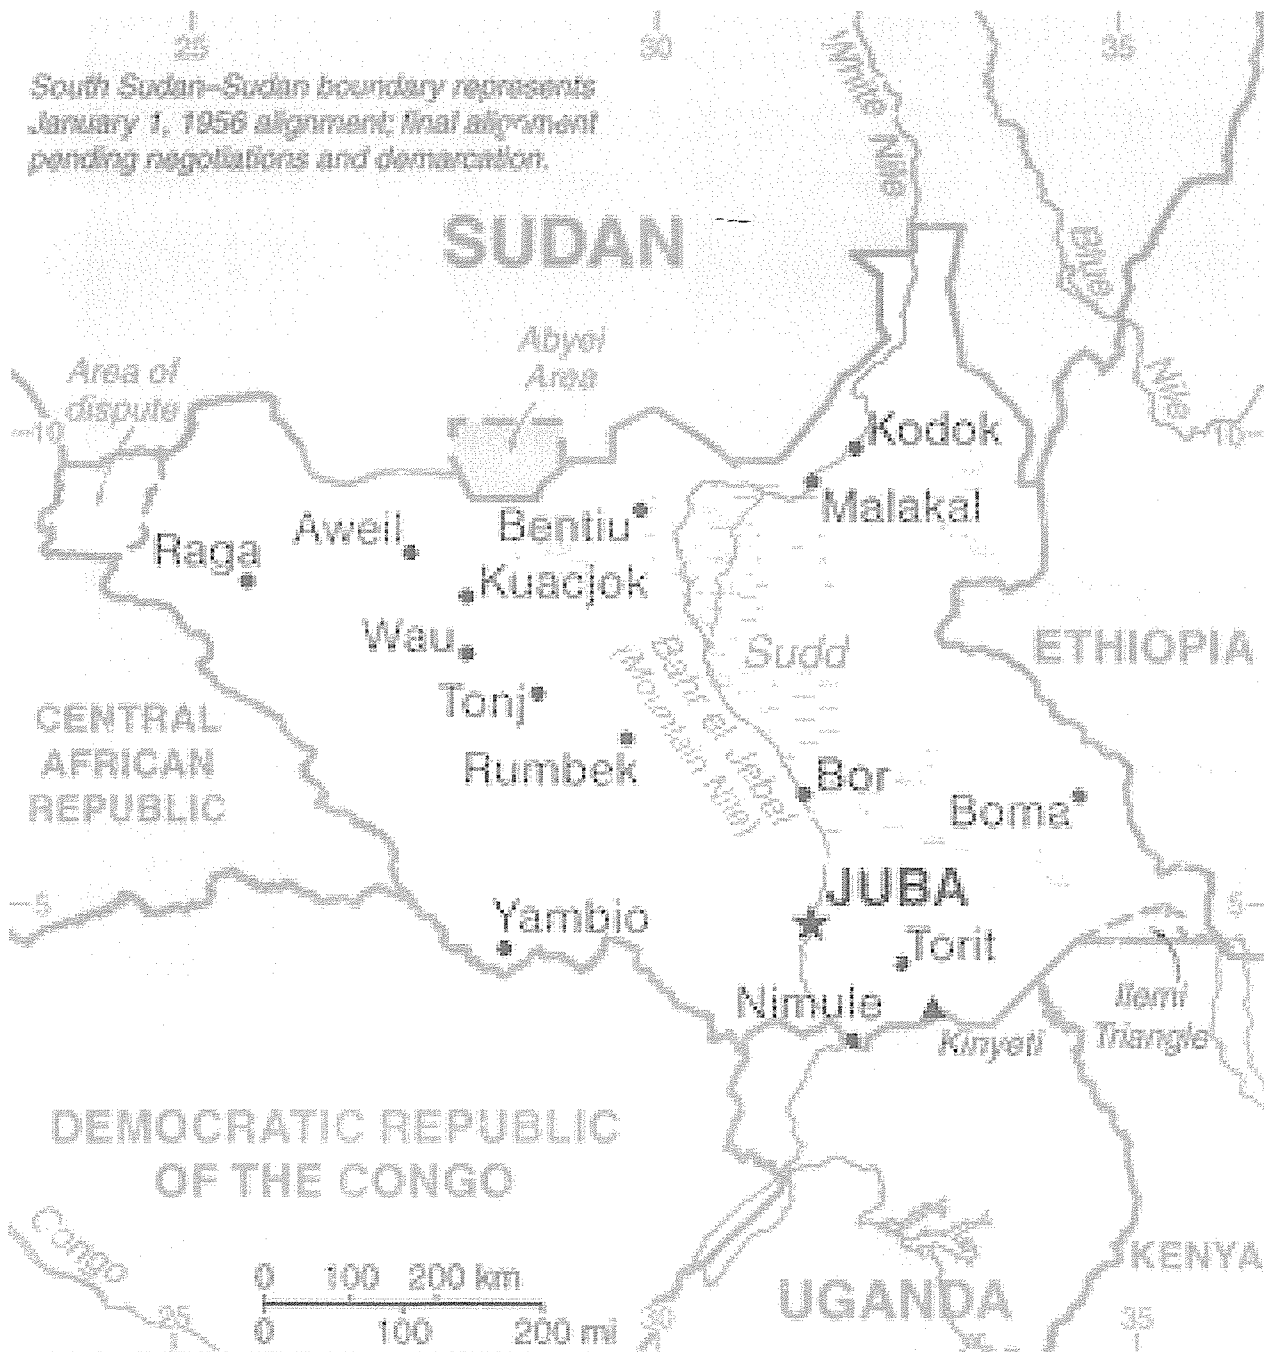 25
30
35
South Sudan–Sudan boundary represents
January 1, 1956 alignment; final alignment
pending negotiations and demarcation.
White Nile
SUDAN
Blue
Nile
Abyei
Area
Area of
dispute
10
10
Kodok
Malakal
Bentiu
Aweil
Raga
Kuacjok
Wau
Sudd
ETHIOPIA
Tonj
Bahr el Jebel
(Mountain Nile)
CENTRAL
AFRICAN
REPUBLIC
Rumbek
Bor
Boma
JUBA
5
5
Yambio
Torit
Nimule
Kinyeti
Ilemi
Triangle
DEMOCRATIC REPUBLIC
OF THE CONGO
Congo
KENYA
UGANDA
0 100 200 km
0 100 200 mi
25
30
35